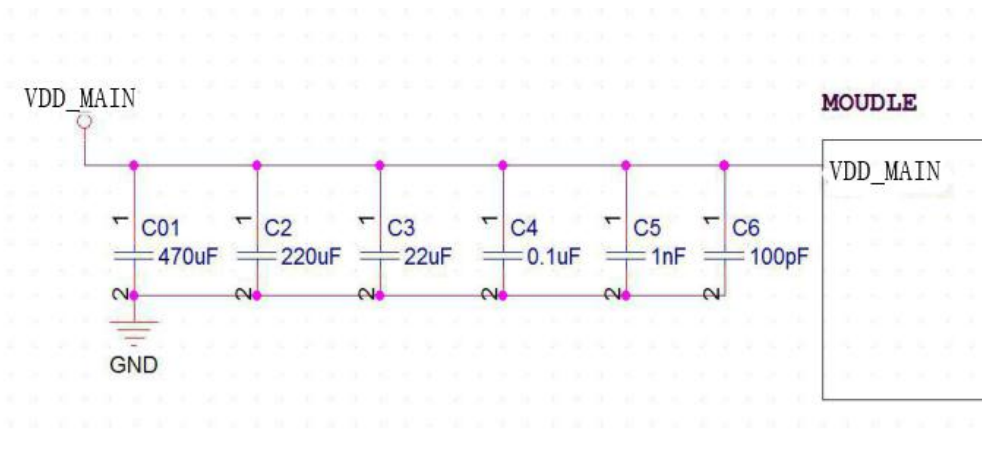 VDD_MAIN
MOUDLE
VDD_MAIN
1 C01 470uF 2
1 C2 220uF 2
1 C3 22uF 2
1 C4 0.1uF 2
1 C5 1nF 2
1 C6 100pF 2
GND